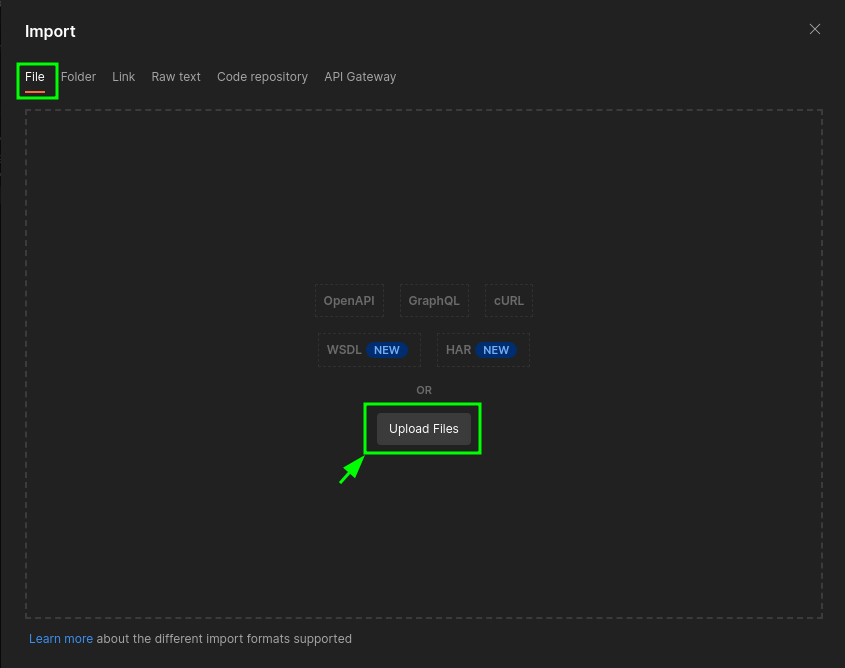 Import
File Folder Link Raw text Code repository API Gateway
OpenAPI GraphQL cURL
WSDL NEW HAR NEW
OR
Upload Files
Learn more about the different import formats supported